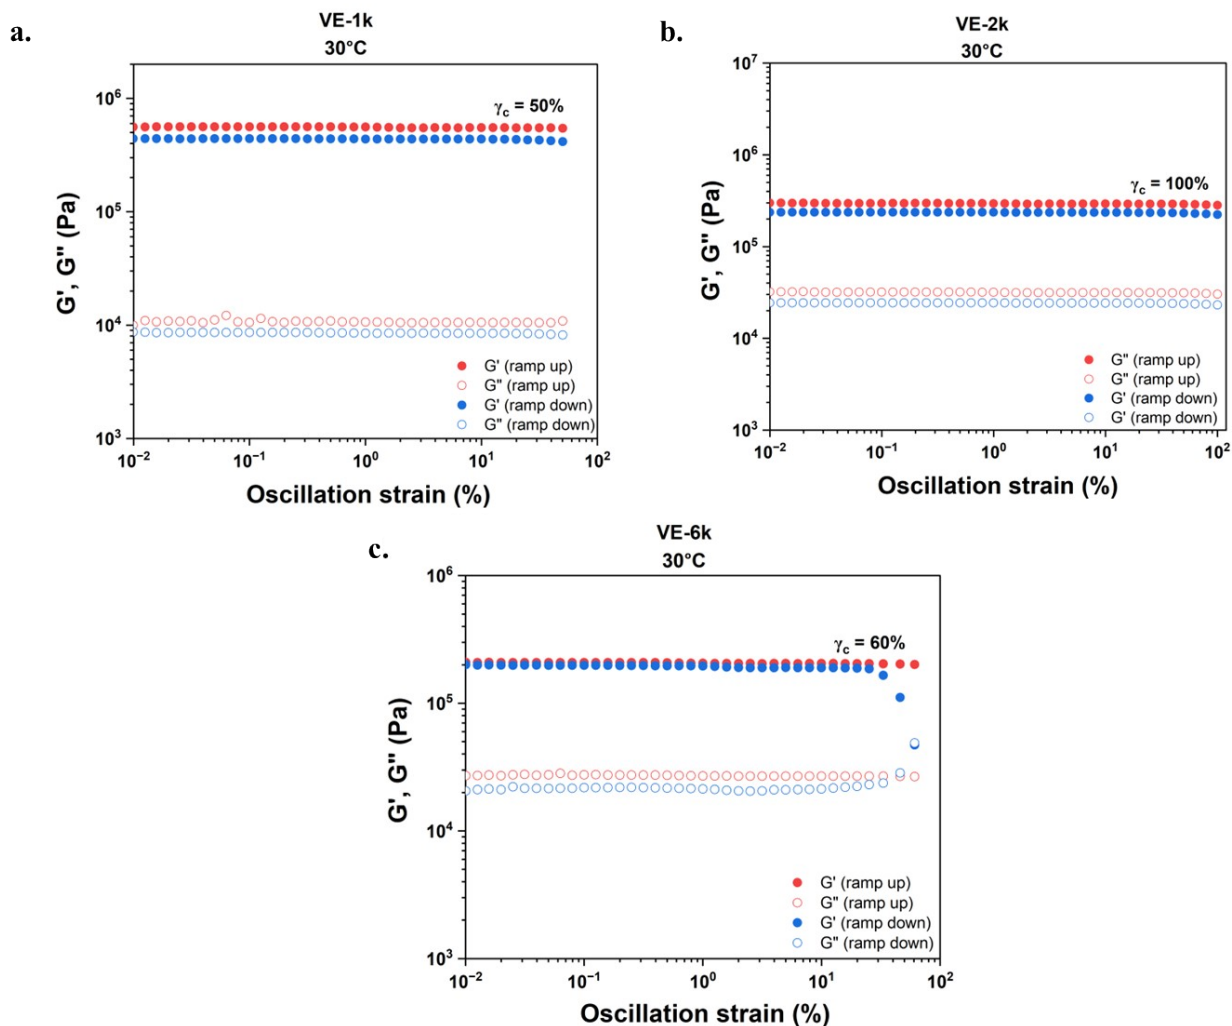 a.
VE-1k
30°C
10⁶
10⁵
10⁴
10³
G', G" (Pa)
γc = 50%
G' (ramp up)
G" (ramp up)
G' (ramp down)
G" (ramp down)
10⁻² 10⁻¹ 10⁰ 10¹ 10²
Oscillation strain (%)
b.
VE-2k
30°C
10⁷
10⁶
10⁵
10⁴
10³
G', G" (Pa)
γc = 100%
G" (ramp up)
G" (ramp up)
G' (ramp down)
G' (ramp down)
10⁻² 10⁻¹ 10⁰ 10¹ 10²
Oscillation strain (%)
c.
VE-6k
30°C
10⁶
10⁵
10⁴
10³
G', G" (Pa)
γc = 60%
G' (ramp up)
G" (ramp up)
G' (ramp down)
G" (ramp down)
10⁻² 10⁻¹ 10⁰ 10¹ 10²
Oscillation strain (%)